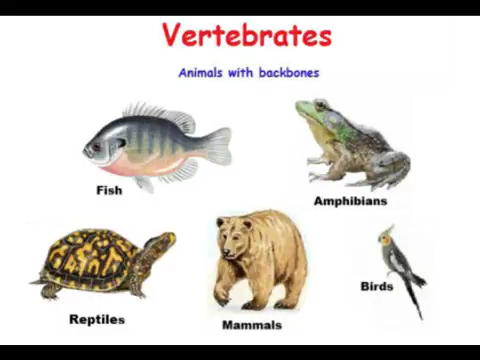 Vertebrates
Animals with backbones
Fish
Amphibians
Reptiles
Mammals
Birds